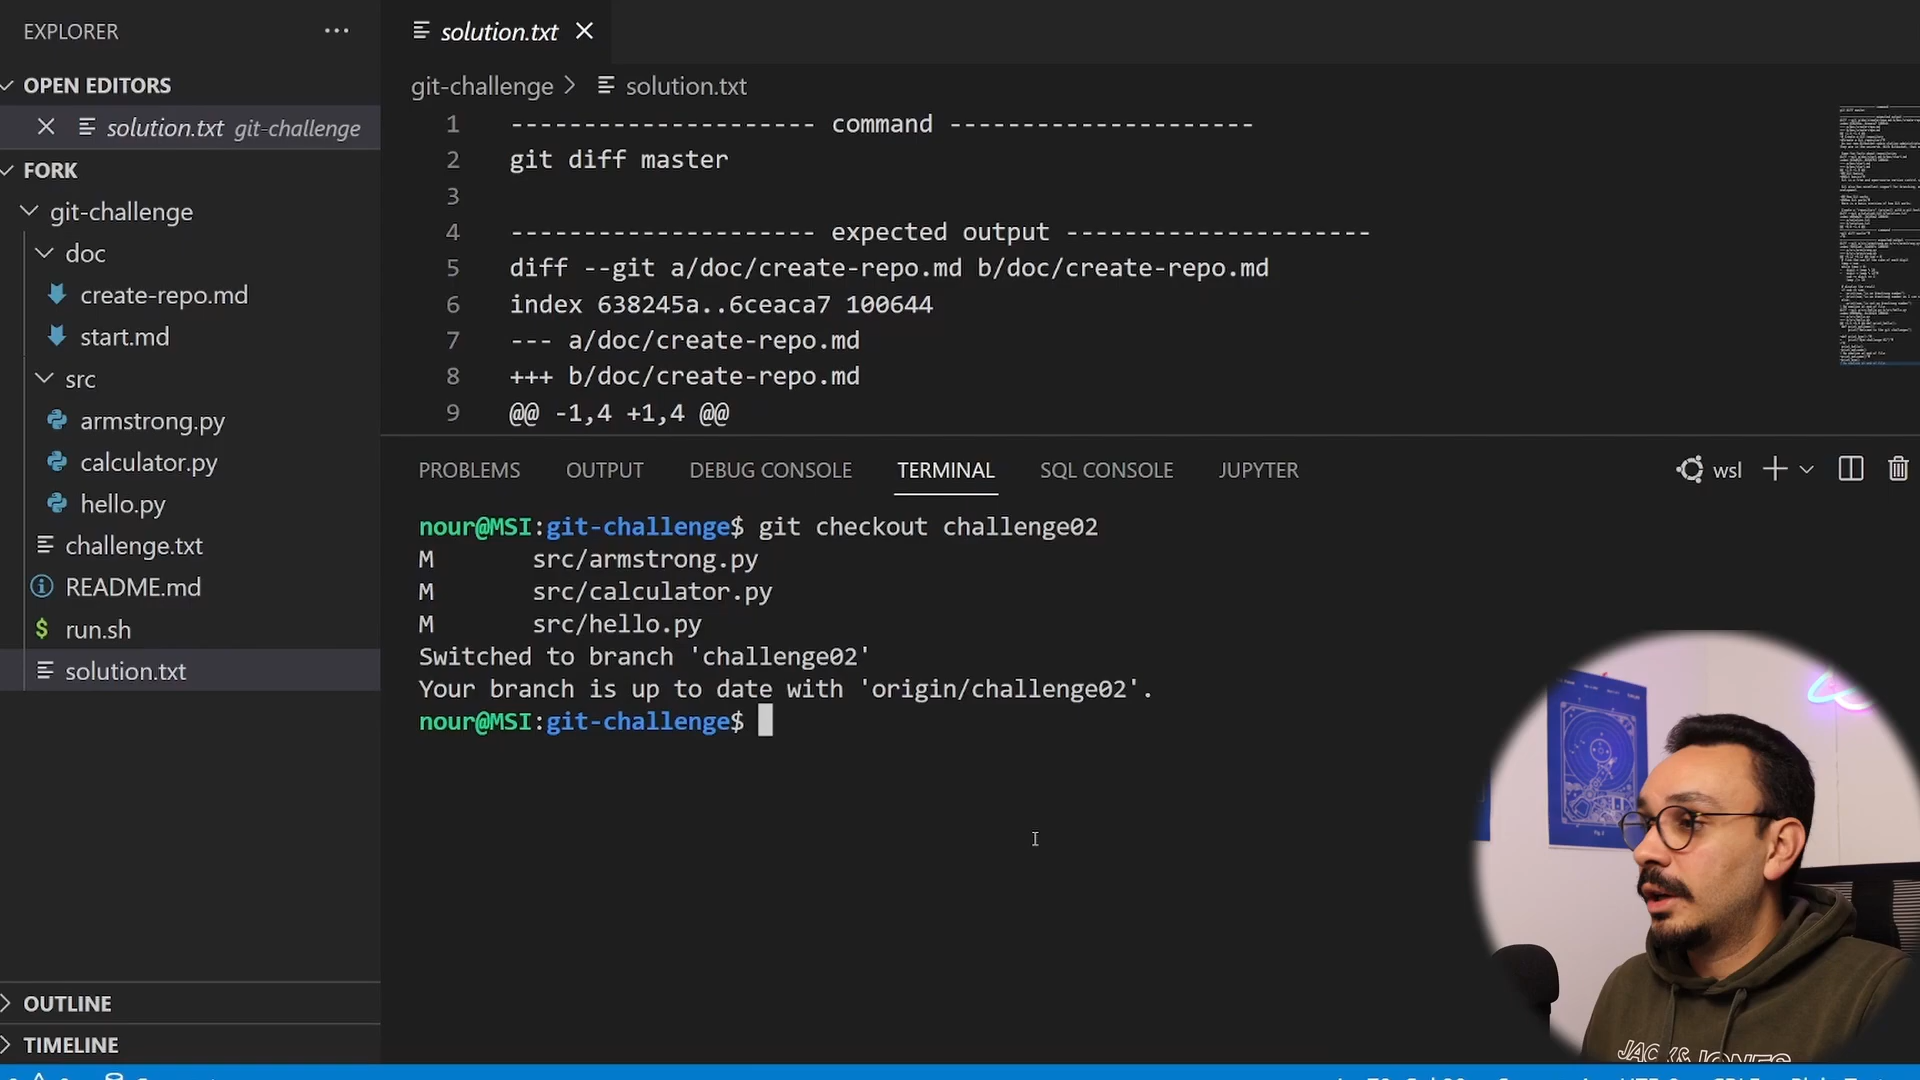 EXPLORER
OPEN EDITORS
solution.txt git-challenge
FORK
git-challenge
doc
create-repo.md
start.md
src
armstrong.py
calculator.py
hello.py
challenge.txt
README.md
run.sh
solution.txt
OUTLINE
TIMELINE
solution.txt
git-challenge > solution.txt
1 --------------------- command ---------------------
2 git diff master
3
4 --------------------- expected output ---------------------
5 diff --git a/doc/create-repo.md b/doc/create-repo.md
6 index 638245a..6ceaca7 100644
7 --- a/doc/create-repo.md
8 +++ b/doc/create-repo.md
9 @@ -1,4 +1,4 @@
PROBLEMS OUTPUT DEBUG CONSOLE TERMINAL SQL CONSOLE JUPYTER
wsl
nour@MSI:git-challenge$ git checkout challenge02
M src/armstrong.py
M src/calculator.py
M src/hello.py
Switched to branch 'challenge02'
Your branch is up to date with 'origin/challenge02'.
nour@MSI:git-challenge$
JACK & JONES